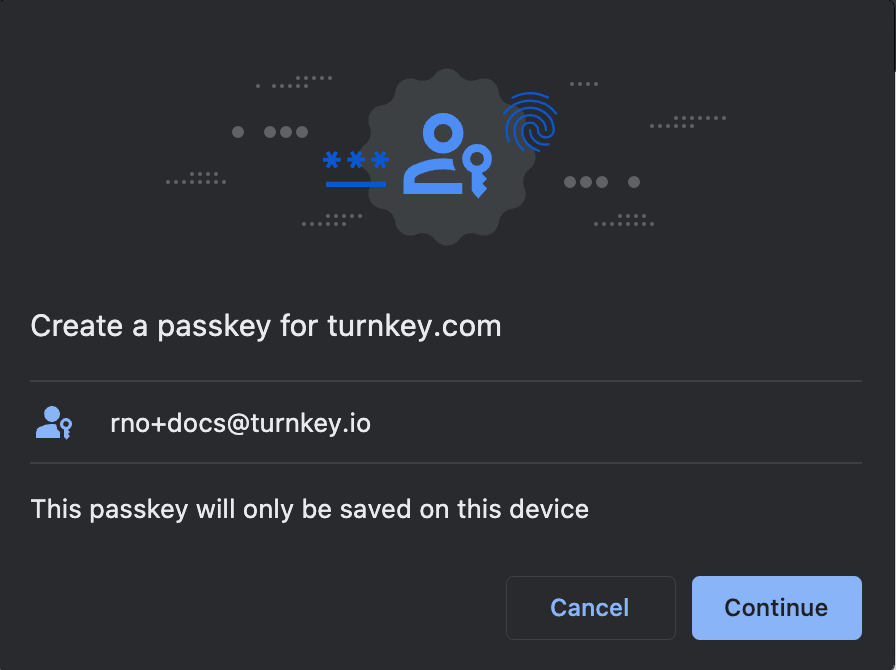 ***
Create a passkey for turnkey.com
rno+docs@turnkey.io
This passkey will only be saved on this device
Cancel
Continue